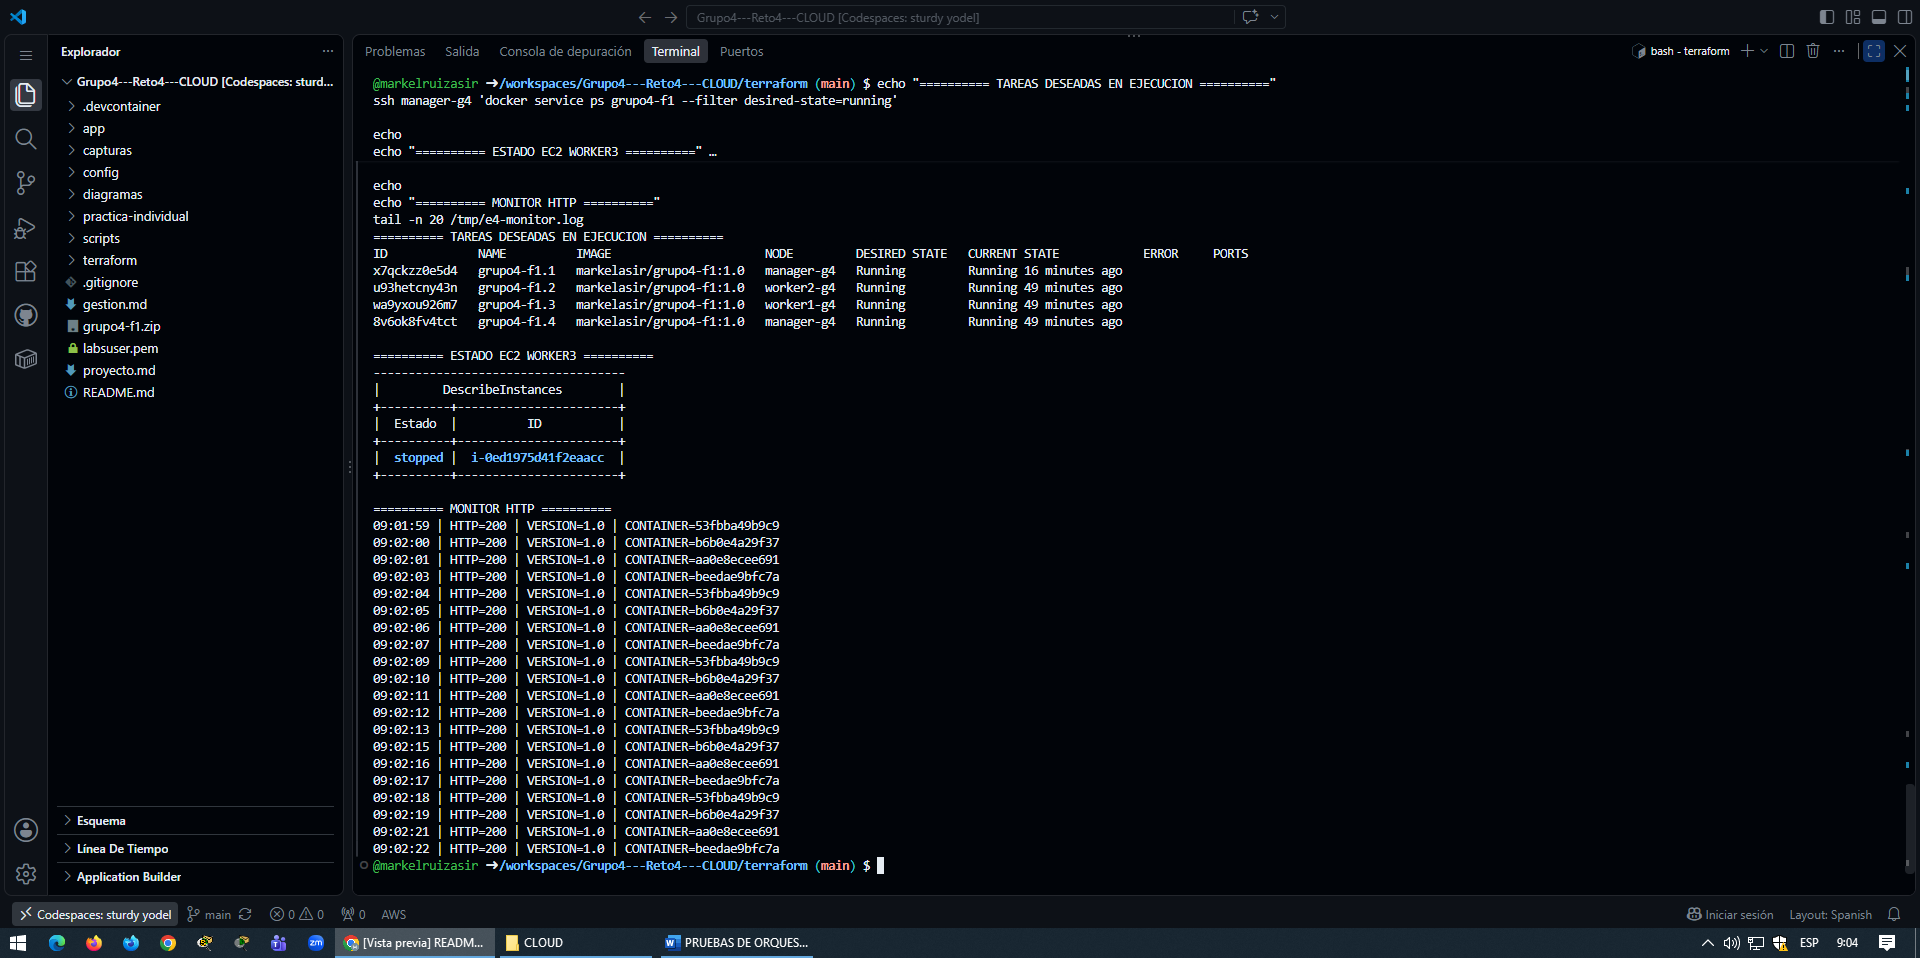 Grupo4---Reto4---CLOUD [Codespaces: sturdy yodel]
Explorador
Grupo4---Reto4---CLOUD [Codespaces: sturd...
.devcontainer
app
capturas
config
diagramas
practica-individual
scripts
terraform
.gitignore
gestion.md
grupo4-f1.zip
labsuser.pem
proyecto.md
README.md
Esquema
Línea De Tiempo
Application Builder
Problemas Salida Consola de depuración Terminal Puertos
bash - terraform
@markelruizasir ➜/workspaces/Grupo4---Reto4---CLOUD/terraform (main) $ echo "========== TAREAS DESEADAS EN EJECUCION =========="
ssh manager-g4 'docker service ps grupo4-f1 --filter desired-state=running'
echo
echo "========== ESTADO EC2 WORKER3 ==========" …
echo
echo "========== MONITOR HTTP =========="
tail -n 20 /tmp/e4-monitor.log
========== TAREAS DESEADAS EN EJECUCION ==========
ID NAME IMAGE NODE DESIRED STATE CURRENT STATE ERROR PORTS
x7qckzz0e5d4 grupo4-f1.1 markelasir/grupo4-f1:1.0 manager-g4 Running Running 16 minutes ago
u93hetcny43n grupo4-f1.2 markelasir/grupo4-f1:1.0 worker2-g4 Running Running 49 minutes ago
wa9yxou926m7 grupo4-f1.3 markelasir/grupo4-f1:1.0 worker1-g4 Running Running 49 minutes ago
8v6ok8fv4tct grupo4-f1.4 markelasir/grupo4-f1:1.0 manager-g4 Running Running 49 minutes ago
========== ESTADO EC2 WORKER3 ==========
------------------------------------
| DescribeInstances |
+----------+-----------------------+
| Estado | ID |
+----------+-----------------------+
| stopped | i-0ed1975d41f2eaacc |
+----------+-----------------------+
========== MONITOR HTTP ==========
09:01:59 | HTTP=200 | VERSION=1.0 | CONTAINER=53fbba49b9c9
09:02:00 | HTTP=200 | VERSION=1.0 | CONTAINER=b6b0e4a29f37
09:02:01 | HTTP=200 | VERSION=1.0 | CONTAINER=aa0e8ecee691
09:02:03 | HTTP=200 | VERSION=1.0 | CONTAINER=beedae9bfc7a
09:02:04 | HTTP=200 | VERSION=1.0 | CONTAINER=53fbba49b9c9
09:02:05 | HTTP=200 | VERSION=1.0 | CONTAINER=b6b0e4a29f37
09:02:06 | HTTP=200 | VERSION=1.0 | CONTAINER=aa0e8ecee691
09:02:07 | HTTP=200 | VERSION=1.0 | CONTAINER=beedae9bfc7a
09:02:09 | HTTP=200 | VERSION=1.0 | CONTAINER=53fbba49b9c9
09:02:10 | HTTP=200 | VERSION=1.0 | CONTAINER=b6b0e4a29f37
09:02:11 | HTTP=200 | VERSION=1.0 | CONTAINER=aa0e8ecee691
09:02:12 | HTTP=200 | VERSION=1.0 | CONTAINER=beedae9bfc7a
09:02:13 | HTTP=200 | VERSION=1.0 | CONTAINER=53fbba49b9c9
09:02:15 | HTTP=200 | VERSION=1.0 | CONTAINER=b6b0e4a29f37
09:02:16 | HTTP=200 | VERSION=1.0 | CONTAINER=aa0e8ecee691
09:02:17 | HTTP=200 | VERSION=1.0 | CONTAINER=beedae9bfc7a
09:02:18 | HTTP=200 | VERSION=1.0 | CONTAINER=53fbba49b9c9
09:02:19 | HTTP=200 | VERSION=1.0 | CONTAINER=b6b0e4a29f37
09:02:21 | HTTP=200 | VERSION=1.0 | CONTAINER=aa0e8ecee691
09:02:22 | HTTP=200 | VERSION=1.0 | CONTAINER=beedae9bfc7a
@markelruizasir ➜/workspaces/Grupo4---Reto4---CLOUD/terraform (main) $
Codespaces: sturdy yodel main 0 0 0 AWS Iniciar sesión Layout: Spanish
[Vista previa] READM... CLOUD PRUEBAS DE ORQUES... ESP 9:04